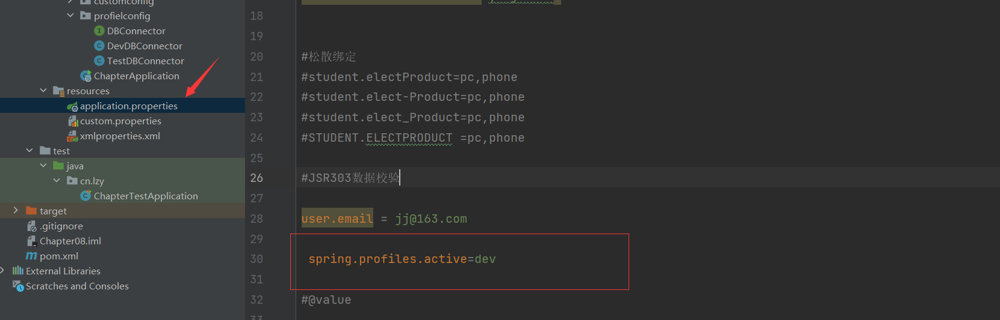 customconfig
profielconfig
DBConnector
DevDBConnector
TestDBConnector
ChapterApplication
resources
application.properties
custom.properties
xmlproperties.xml
test
java
cn.lzy
ChapterTestApplication
target
.gitignore
Chapter08.iml
pom.xml
External Libraries
Scratches and Consoles
18
19
20 #松散绑定
21 #student.electProduct=pc,phone
22 #student.elect-Product=pc,phone
23 #student.elect_Product=pc,phone
24 #STUDENT.ELECTPRODUCT =pc,phone
25
26 #JSR303数据校验
27
28 user.email = jj@163.com
29
30 spring.profiles.active=dev
31
32 #@value
33